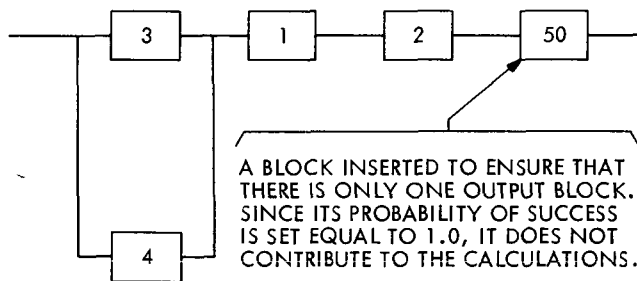 3 1 2 50
A BLOCK INSERTED TO ENSURE THAT
THERE IS ONLY ONE OUTPUT BLOCK.
SINCE ITS PROBABILITY OF SUCCESS
IS SET EQUAL TO 1.0, IT DOES NOT
CONTRIBUTE TO THE CALCULATIONS.
4